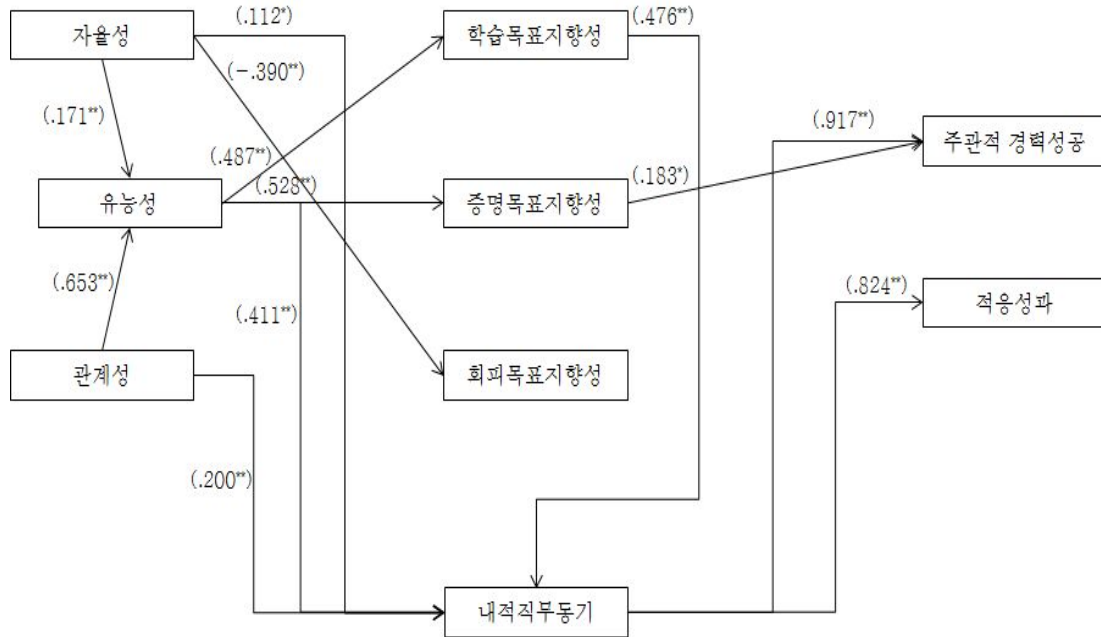 자율성
(.112*)
학습목표지향성
(.476**)
(-.390**)
(.171**)
(.917**)
주관적 경력성공
(.487**)
(.528**)
유능성
증명목표지향성
(.183*)
(.653**)
(.411**)
(.824**)
적응성과
관계성
회피목표지향성
(.200**)
내적직무동기